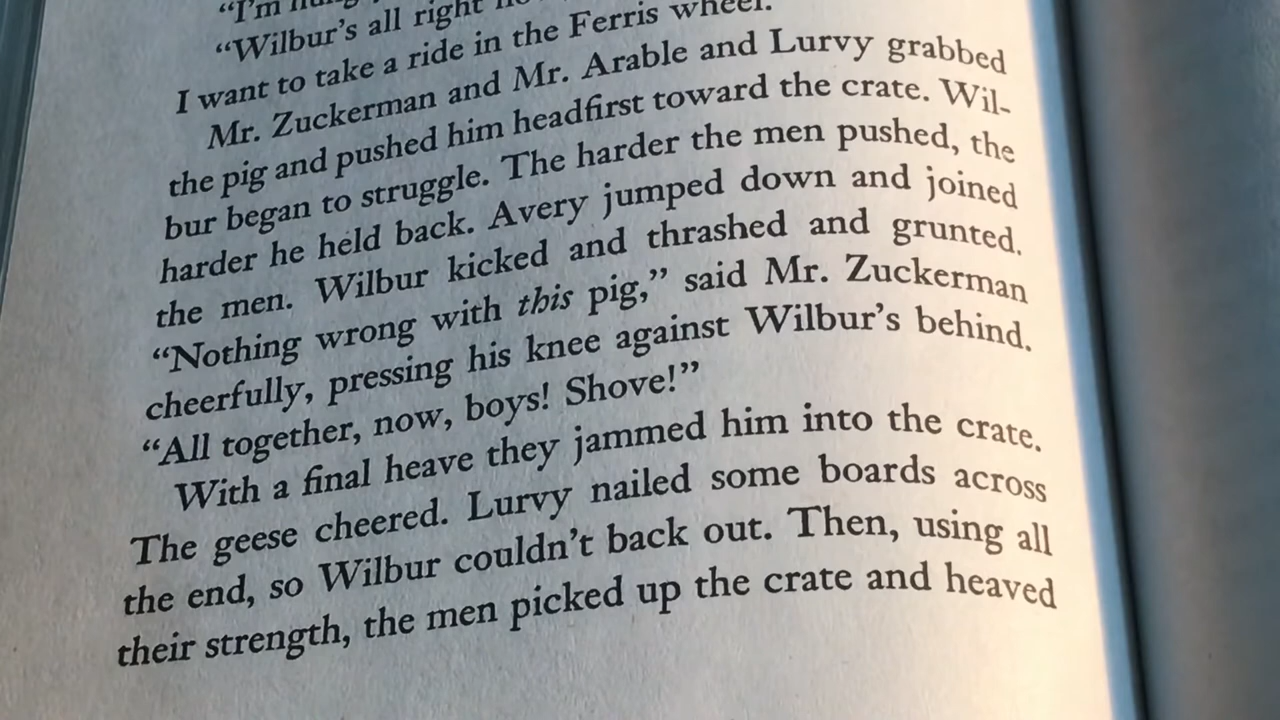 “I'm
“Wilbur's all right
I want to take a ride in the Ferris wheel.
Mr. Zuckerman and Mr. Arable and Lurvy grabbed
the pig and pushed him headfirst toward the crate. Wil-
bur began to struggle. The harder the men pushed, the
harder he held back. Avery jumped down and joined
the men. Wilbur kicked and thrashed and grunted.
“Nothing wrong with this pig,” said Mr. Zuckerman
cheerfully, pressing his knee against Wilbur's behind.
“All together, now, boys! Shove!”
With a final heave they jammed him into the crate.
The geese cheered. Lurvy nailed some boards across
the end, so Wilbur couldn't back out. Then, using all
their strength, the men picked up the crate and heaved